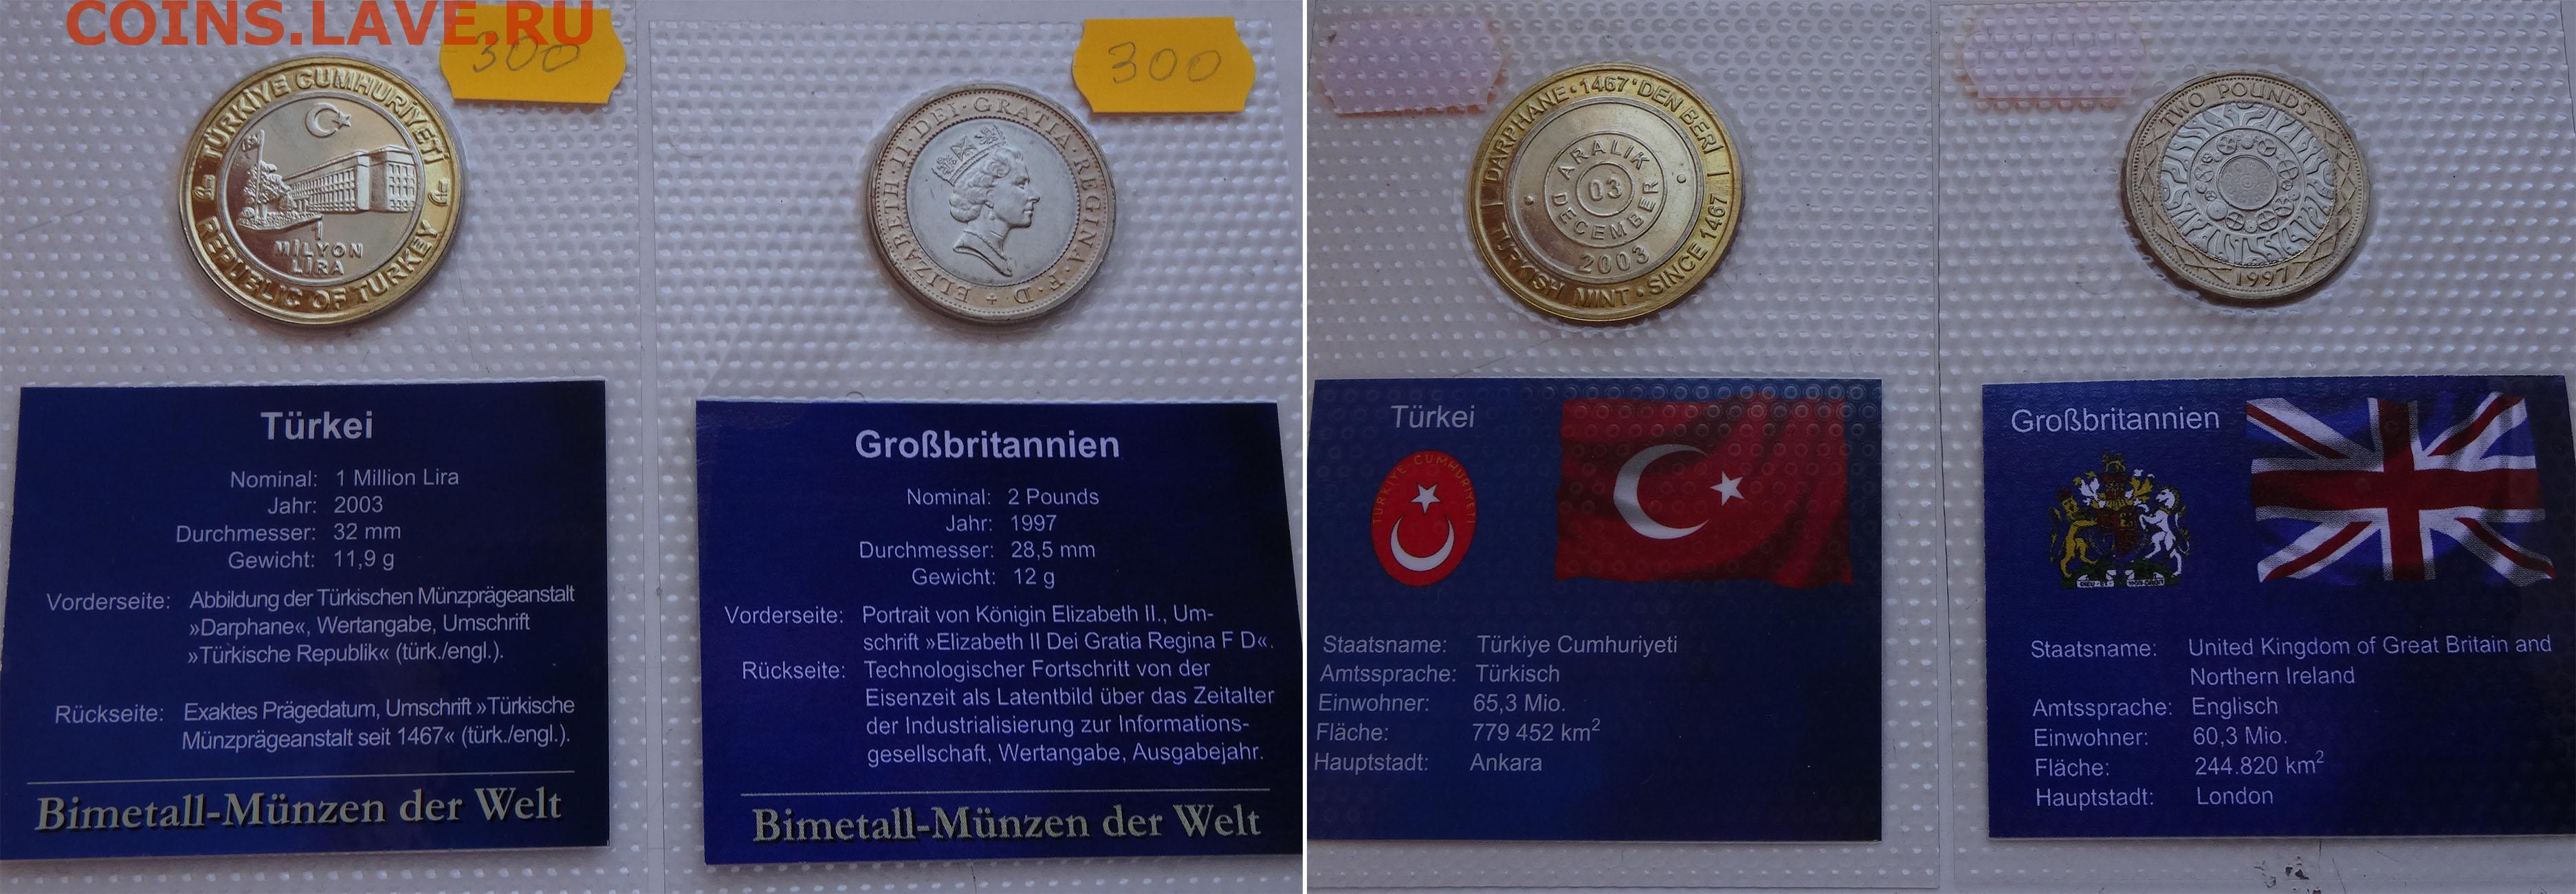 COINS.LAVE.RU
300
TÜRKİYE CUMHURİYETİ
1
MİLYON
LİRA
REPUBLIC OF TURKEY
Türkei
Nominal: 1 Million Lira
Jahr: 2003
Durchmesser: 32 mm
Gewicht: 11,9 g
Vorderseite: Abbildung der Türkischen Münzprägeanstalt
»Darphane«, Wertangabe, Umschrift
»Türkische Republik« (türk./engl.).
Rückseite: Exaktes Prägedatum, Umschrift »Türkische
Münzprägeanstalt seit 1467« (türk./engl.).
Bimetall-Münzen der Welt
300
ELIZABETH·II·DEI·GRATIA·REGINA·F·D
Großbritannien
Nominal: 2 Pounds
Jahr: 1997
Durchmesser: 28,5 mm
Gewicht: 12 g
Vorderseite: Portrait von Königin Elizabeth II., Um-
schrift »Elizabeth II Dei Gratia Regina F D«.
Rückseite: Technologischer Fortschritt von der
Eisenzeit als Latentbild über das Zeitalter
der Industrialisierung zur Informations-
gesellschaft, Wertangabe, Ausgabejahr.
Bimetall-Münzen der Welt
DARPHANE·1467'DEN BERİ
ARALIK
03
DECEMBER
2003
TURKISH MINT·SINCE 1467
Türkei
TÜRKİYE CUMHURİYETİ
Staatsname: Türkiye Cumhuriyeti
Amtssprache: Türkisch
Einwohner: 65,3 Mio.
Fläche: 779 452 km²
Hauptstadt: Ankara
TWO POUNDS
1997
Großbritannien
Staatsname: United Kingdom of Great Britain and
Northern Ireland
Amtssprache: Englisch
Einwohner: 60,3 Mio.
Fläche: 244.820 km²
Hauptstadt: London